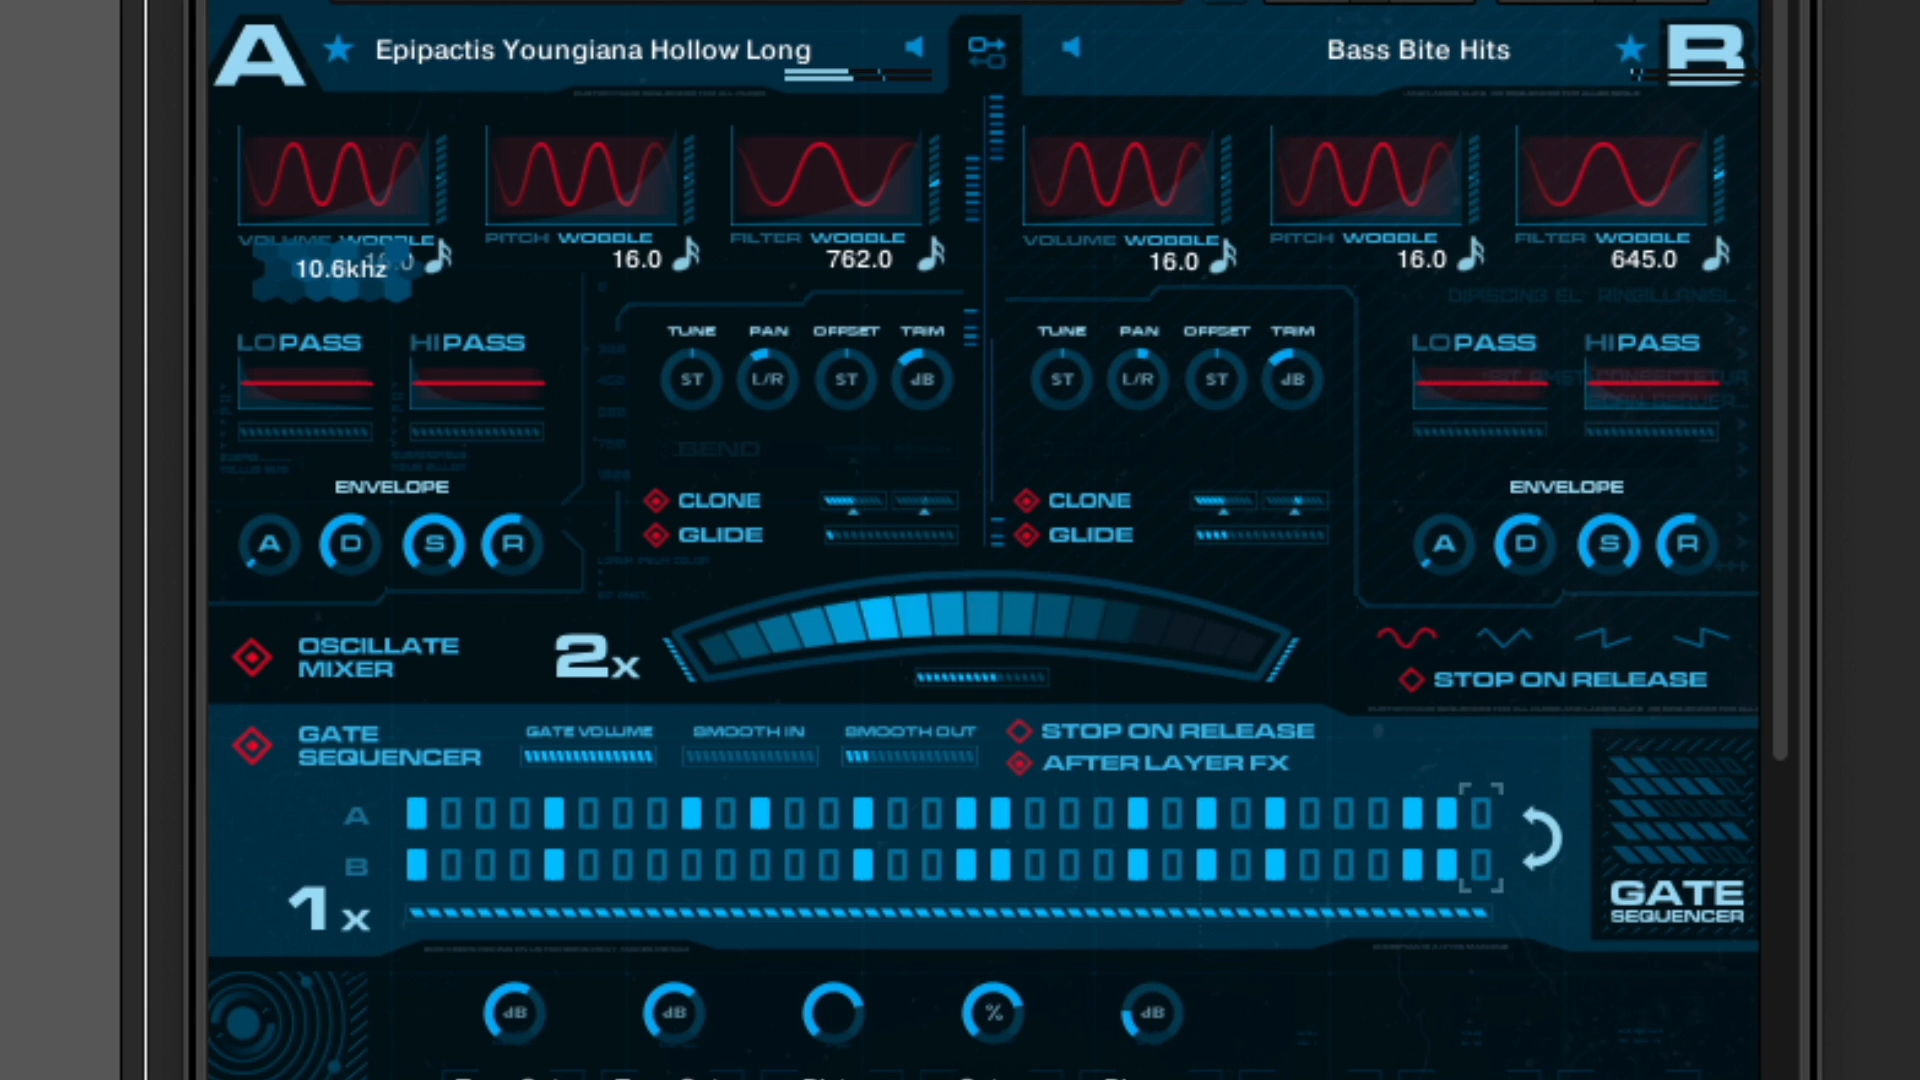 A Epipactis Youngiana Hollow Long
Bass Bite Hits B
VOLUME WOBBLE PITCH WOBBLE FILTER WOBBLE VOLUME WOBBLE PITCH WOBBLE FILTER WOBBLE
10.6khz 16.0 762.0 16.0 16.0 645.0
TUNE PAN OFFSET TRIM TUNE PAN OFFSET TRIM
LOPASS HIPASS LOPASS HIPASS
ST L/R ST dB ST L/R ST dB
BEND
ENVELOPE ENVELOPE
CLONE CLONE
GLIDE GLIDE
A D S R A D S R
OSCILLATE
MIXER
2x
STOP ON RELEASE
GATE
SEQUENCER
GATE VOLUME SMOOTH IN SMOOTH OUT
STOP ON RELEASE
AFTER LAYER FX
A
B
1x
GATE
SEQUENCER
dB dB % dB